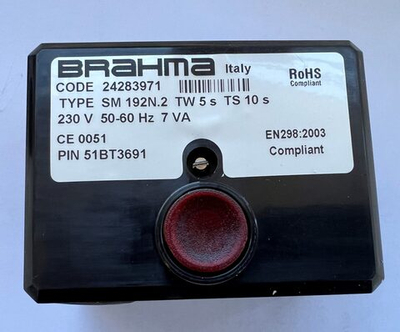 BRAHMA Italy
RoHS
Compliant
CODE 24283971
TYPE SM 192N.2 TW 5 s TS 10 s
230 V 50-60 Hz 7 VA
CE 0051
EN298:2003
PIN 51BT3691
Compliant